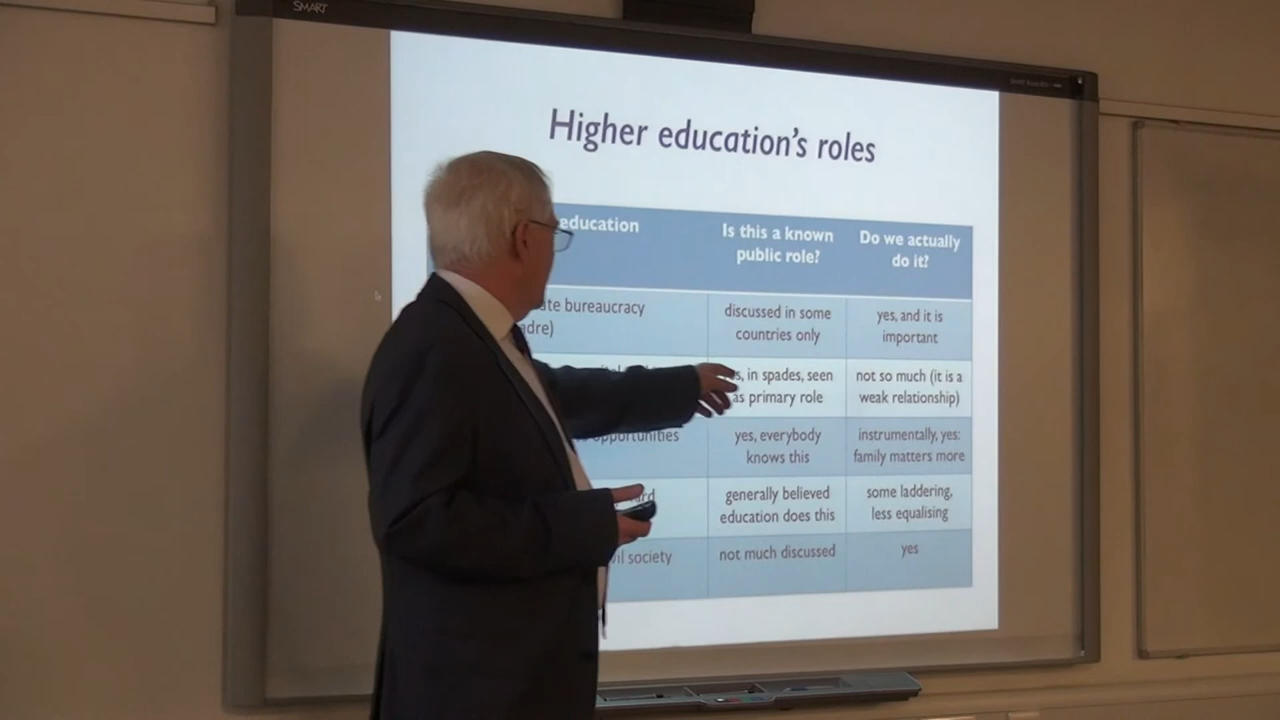 SMART
Higher education's roles
education
Is this a known
public role?
Do we actually
do it?
bureaucracy
discussed in some
countries only
yes, and it is
important
in spades, seen
as primary role
not so much (it is a
weak relationship)
opportunities
yes, everybody
knows this
instrumentally, yes:
family matters more
generally believed
education does this
some laddering,
less equalising
society
not much discussed
yes